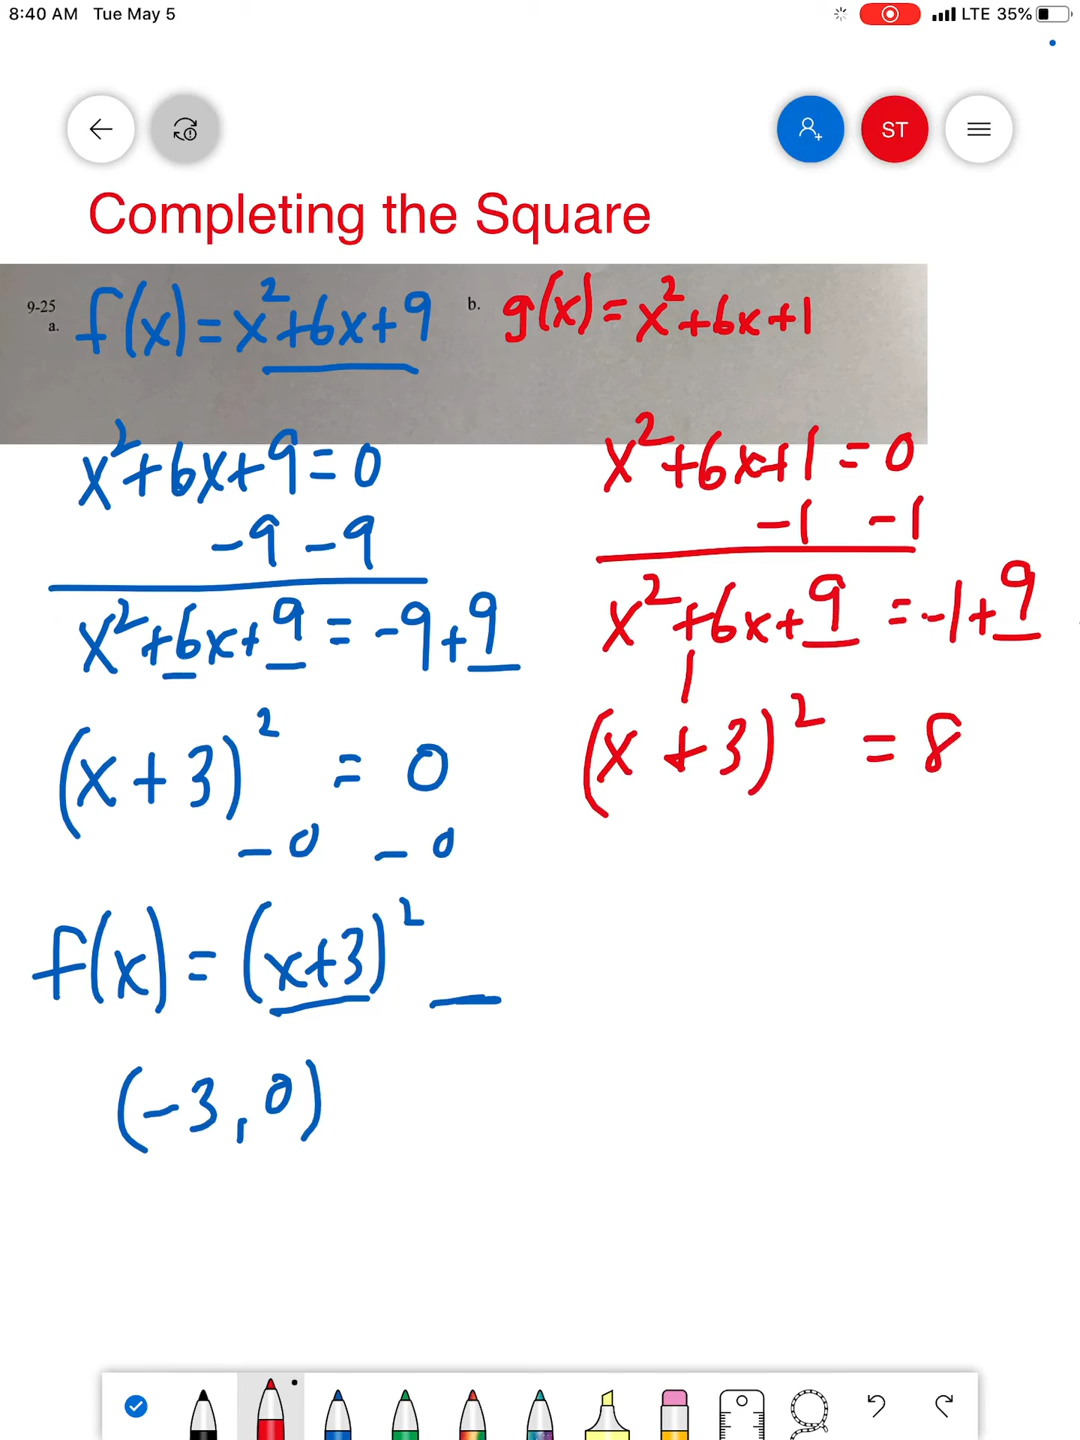 8:40 AM Tue May 5
LTE 35%
ST
Completing the Square
9-25
a. f(x)=x²+6x+9
x²+6x+9=0
-9 -9
x²+6x+9=-9+9
(x+3)²=0
-0 -0
f(x)=(x+3)²
(-3,0)
b. g(x)=x²+6x+1
x²+6x+1=0
-1 -1
x²+6x+9=-1+9
(x+3)²=8